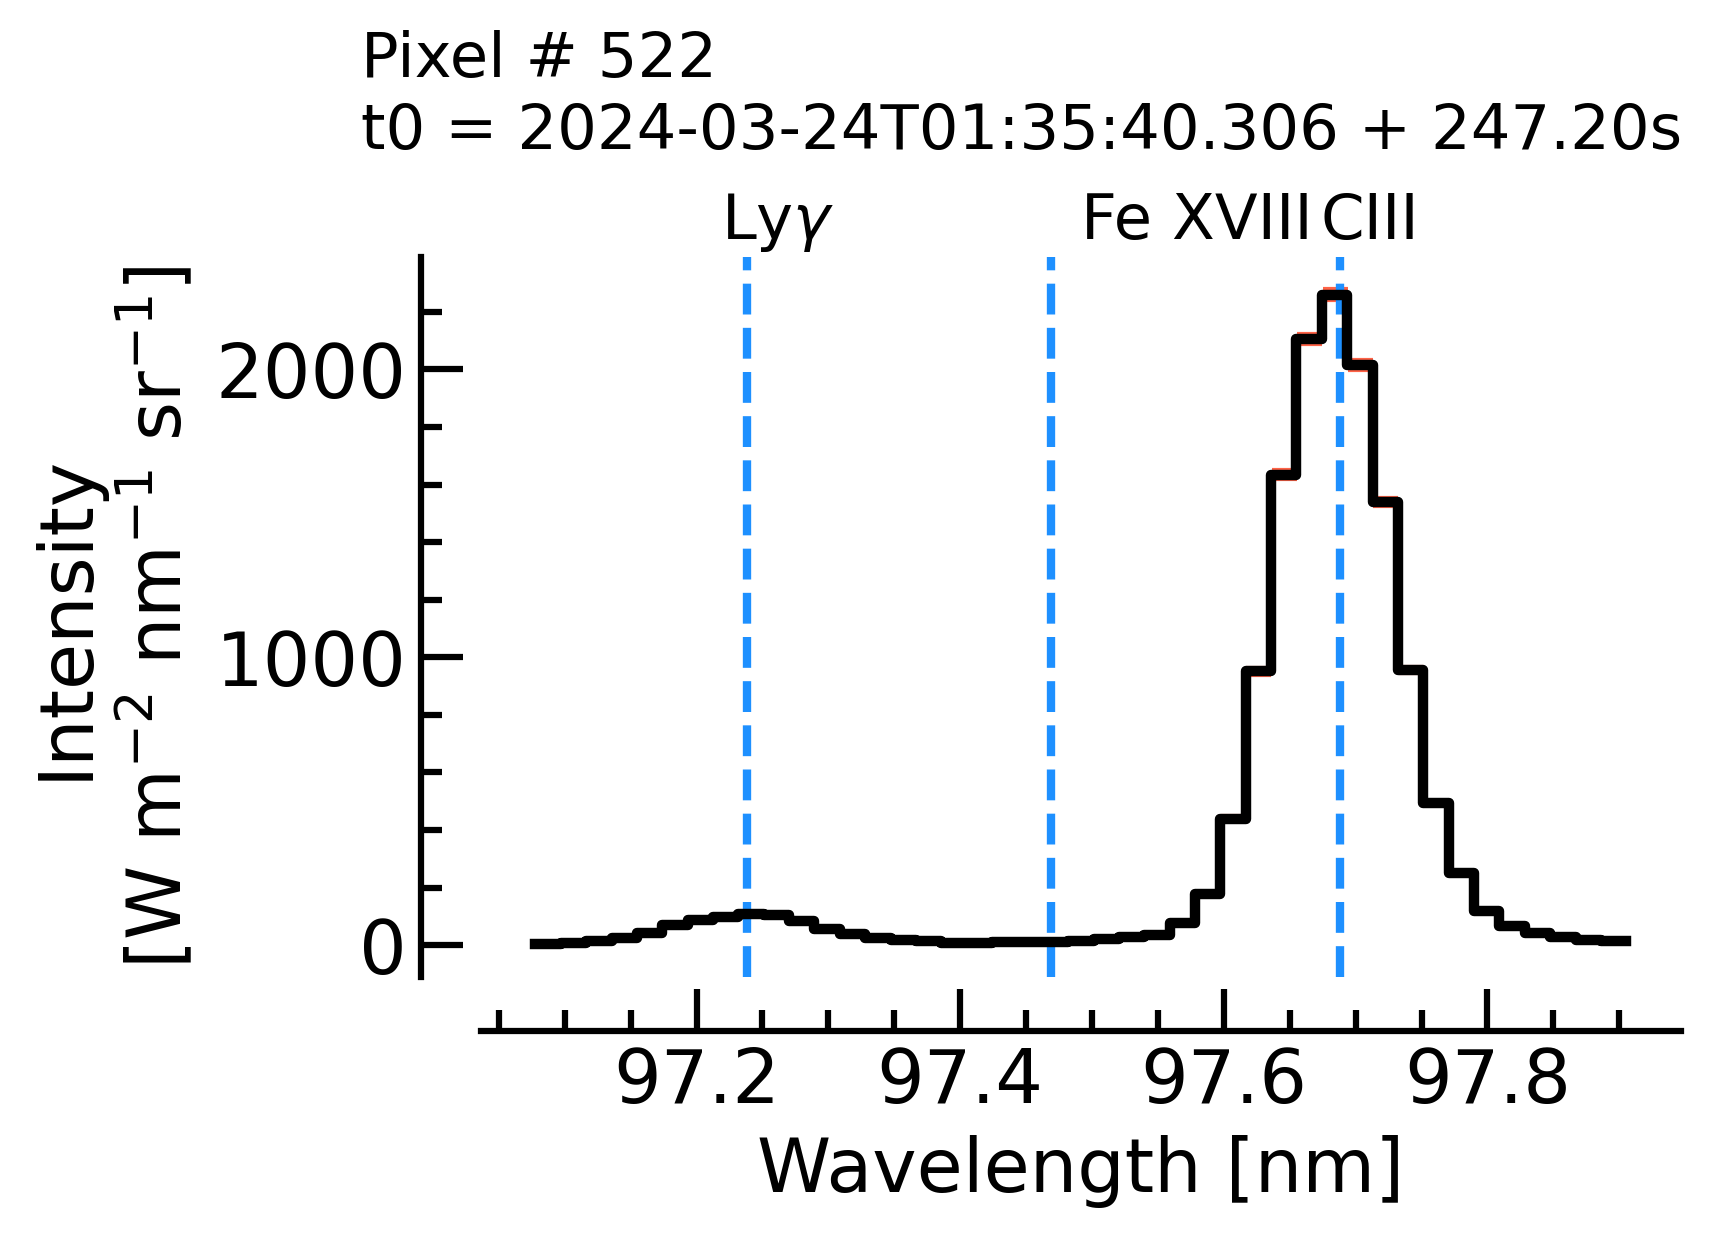 Pixel # 522
t0 = 2024-03-24T01:35:40.306 + 247.20s
Lyγ Fe XVIII CIII
Intensity
[W m⁻² nm⁻¹ sr⁻¹]
2000
1000
0
97.2 97.4 97.6 97.8
Wavelength [nm]